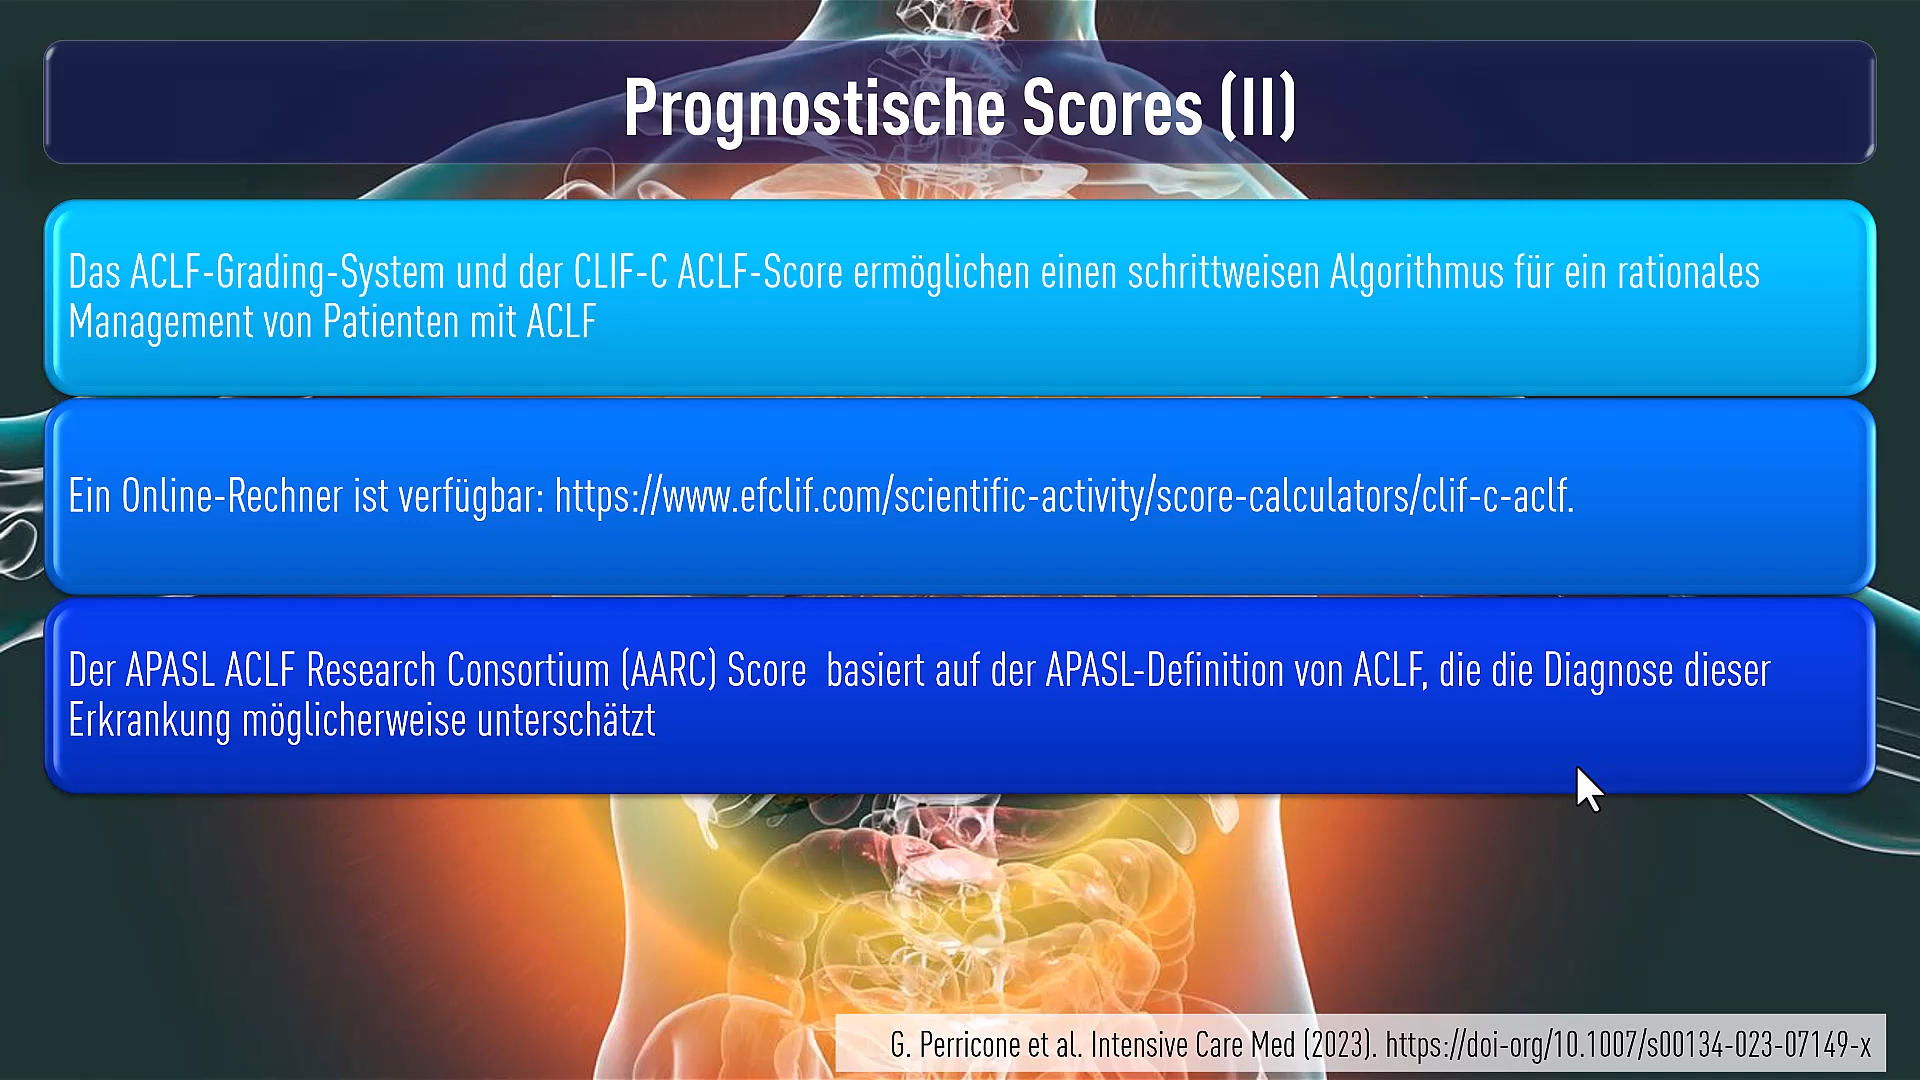 Prognostische Scores (II)
Das ACLF-Grading-System und der CLIF-C ACLF-Score ermöglichen einen schrittweisen Algorithmus für ein rationales
Management von Patienten mit ACLF
Ein Online-Rechner ist verfügbar: https://www.efclif.com/scientific-activity/score-calculators/clif-c-aclf.
Der APASL ACLF Research Consortium (AARC) Score  basiert auf der APASL-Definition von ACLF, die die Diagnose dieser
Erkrankung möglicherweise unterschätzt
G. Perricone et al. Intensive Care Med (2023). https://doi-org/10.1007/s00134-023-07149-x